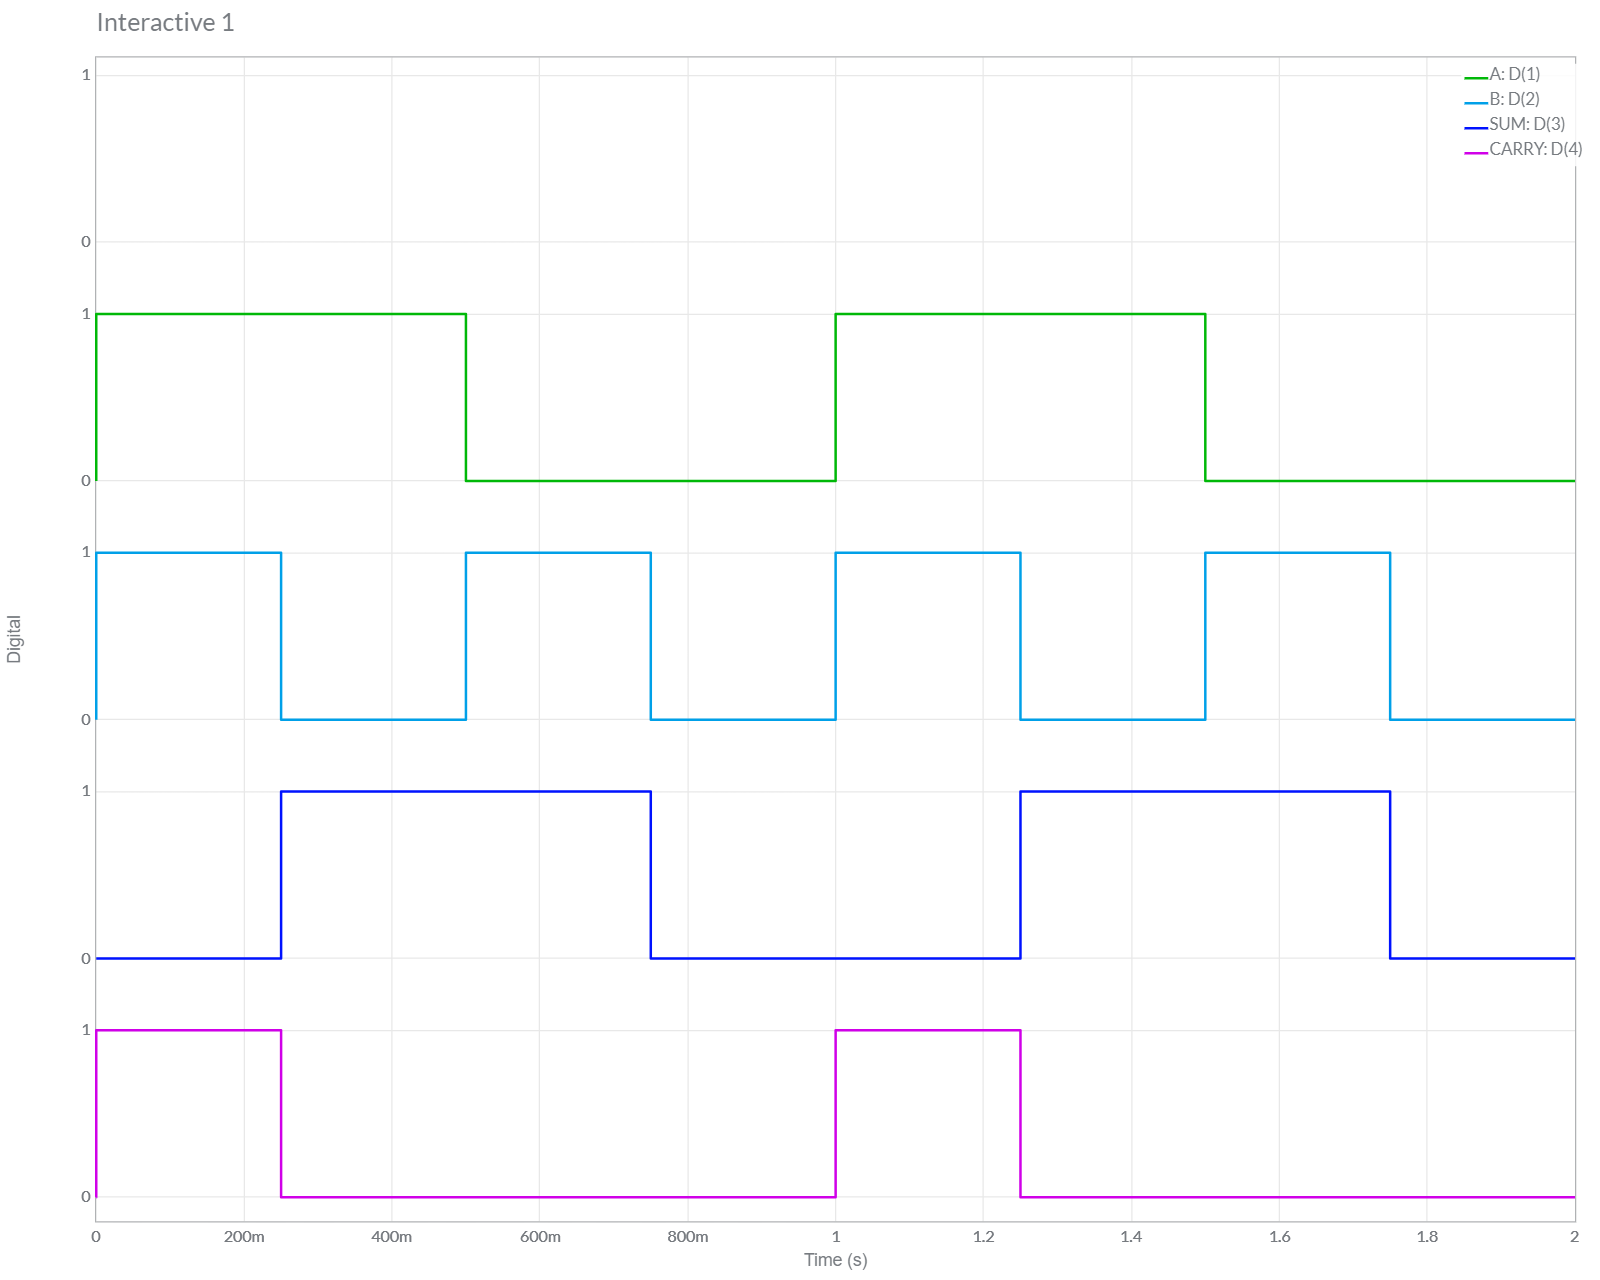 Interactive 1
A: D(1)
B: D(2)
SUM: D(3)
CARRY: D(4)
1
0
1
0
1
0
1
0
1
0
Digital
0 200m 400m 600m 800m 1 1.2 1.4 1.6 1.8 2
Time (s)